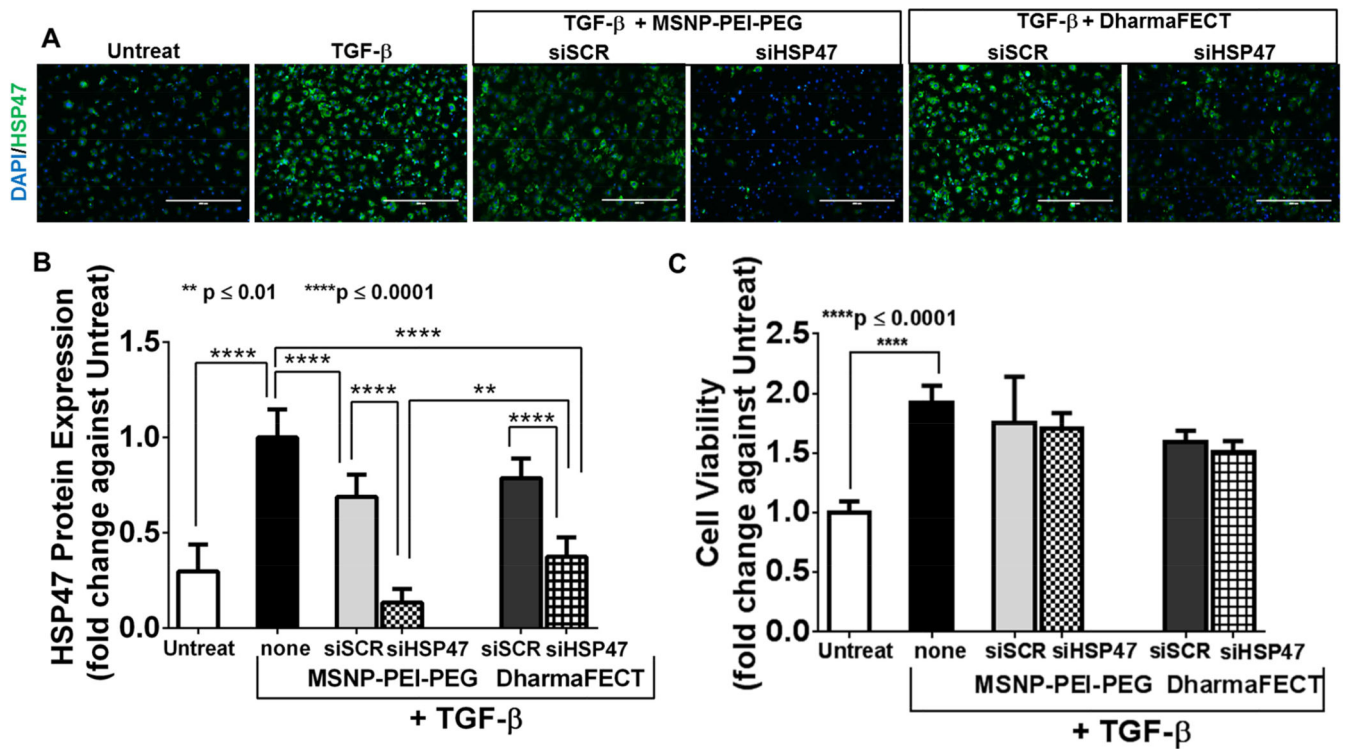 A
Untreat
TGF-β
TGF-β + MSNP-PEI-PEG
siSCR
siHSP47
TGF-β + DharmaFECT
siSCR
siHSP47
DAPI/HSP47
B
HSP47 Protein Expression
(fold change against Untreat)
** p ≤ 0.01
****p ≤ 0.0001
1.5
1.0
0.5
0.0
****
****
****
****
**
****
Untreat
none
siSCR
siHSP47
siSCR
siHSP47
MSNP-PEI-PEG
DharmaFECT
+ TGF-β
C
Cell Viability
(fold change against Untreat)
****p ≤ 0.0001
****
2.5
2.0
1.5
1.0
0.5
0.0
Untreat
none
siSCR
siHSP47
siSCR
siHSP47
MSNP-PEI-PEG
DharmaFECT
+ TGF-β